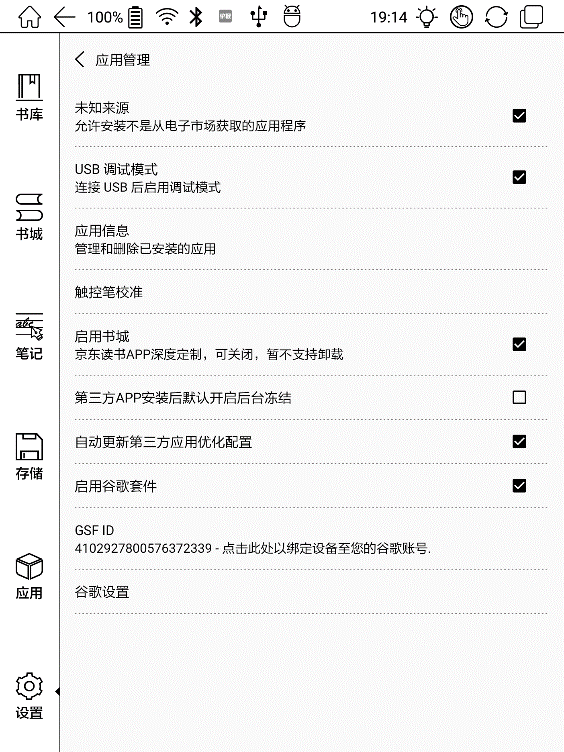 100%
19:14
应用管理
书库
书城
abc
笔记
存储
应用
设置
未知来源
允许安装不是从电子市场获取的应用程序
USB 调试模式
连接 USB 后启用调试模式
应用信息
管理和删除已安装的应用
触控笔校准
启用书城
京东读书APP深度定制，可关闭，暂不支持卸载
第三方APP安装后默认开启后台冻结
自动更新第三方应用优化配置
启用谷歌套件
GSF ID
4102927800576372339 - 点击此处以绑定设备至您的谷歌账号.
谷歌设置